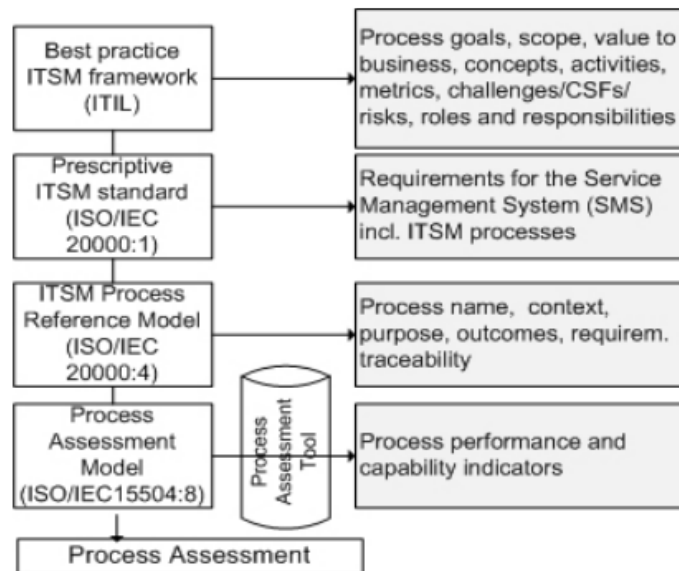 Best practice
ITSM framework
(ITIL)
Process goals, scope, value to
business, concepts, activities,
metrics, challenges/CSFs/
risks, roles and responsibilities
Prescriptive
ITSM standard
(ISO/IEC
20000:1)
Requirements for the Service
Management System (SMS)
incl. ITSM processes
ITSM Process
Reference Model
(ISO/IEC
20000:4)
Process name, context,
purpose, outcomes, requirem.
traceability
Process
Assessment
Model
(ISO/IEC15504:8)
Process
Assessment
Tool
Process performance and
capability indicators
Process Assessment